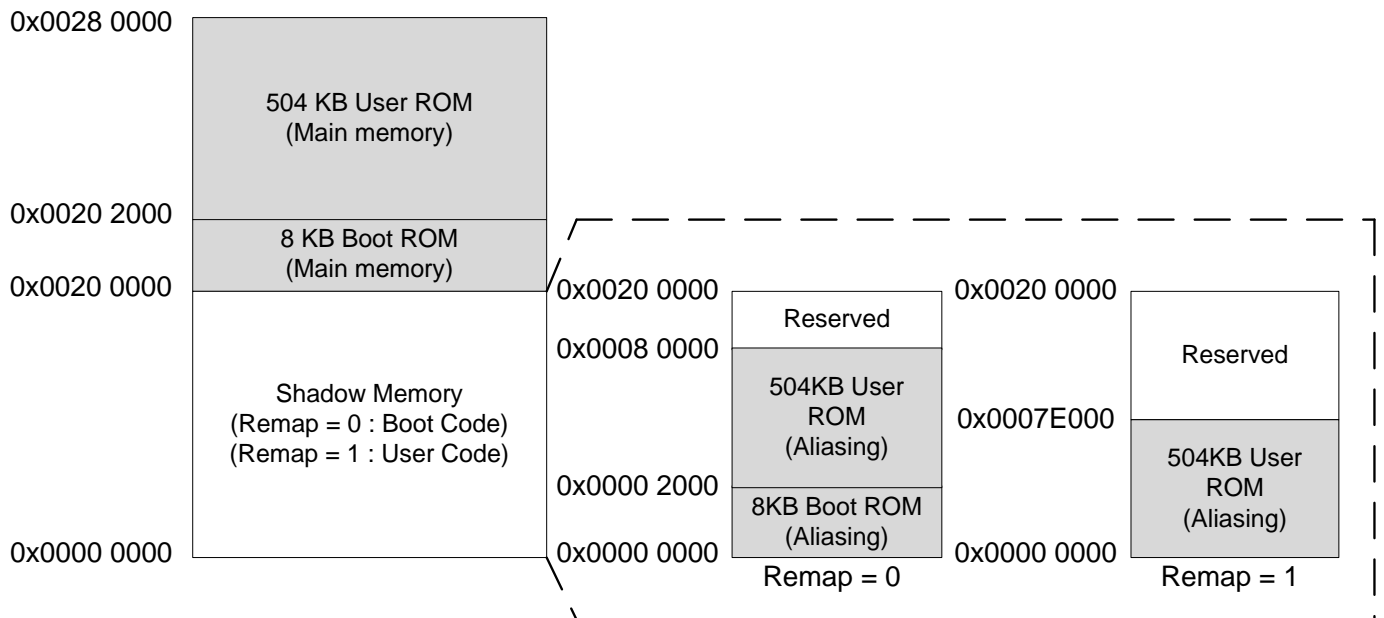 0x0028 0000
504 KB User ROM
(Main memory)
0x0020 2000
8 KB Boot ROM
(Main memory)
0x0020 0000
Shadow Memory
(Remap = 0 : Boot Code)
(Remap = 1 : User Code)
0x0000 0000
0x0020 0000
Reserved
0x0008 0000
504KB User
ROM
(Aliasing)
0x0000 2000
8KB Boot ROM
(Aliasing)
0x0000 0000
Remap = 0
0x0020 0000
Reserved
0x0007E000
504KB User
ROM
(Aliasing)
0x0000 0000
Remap = 1